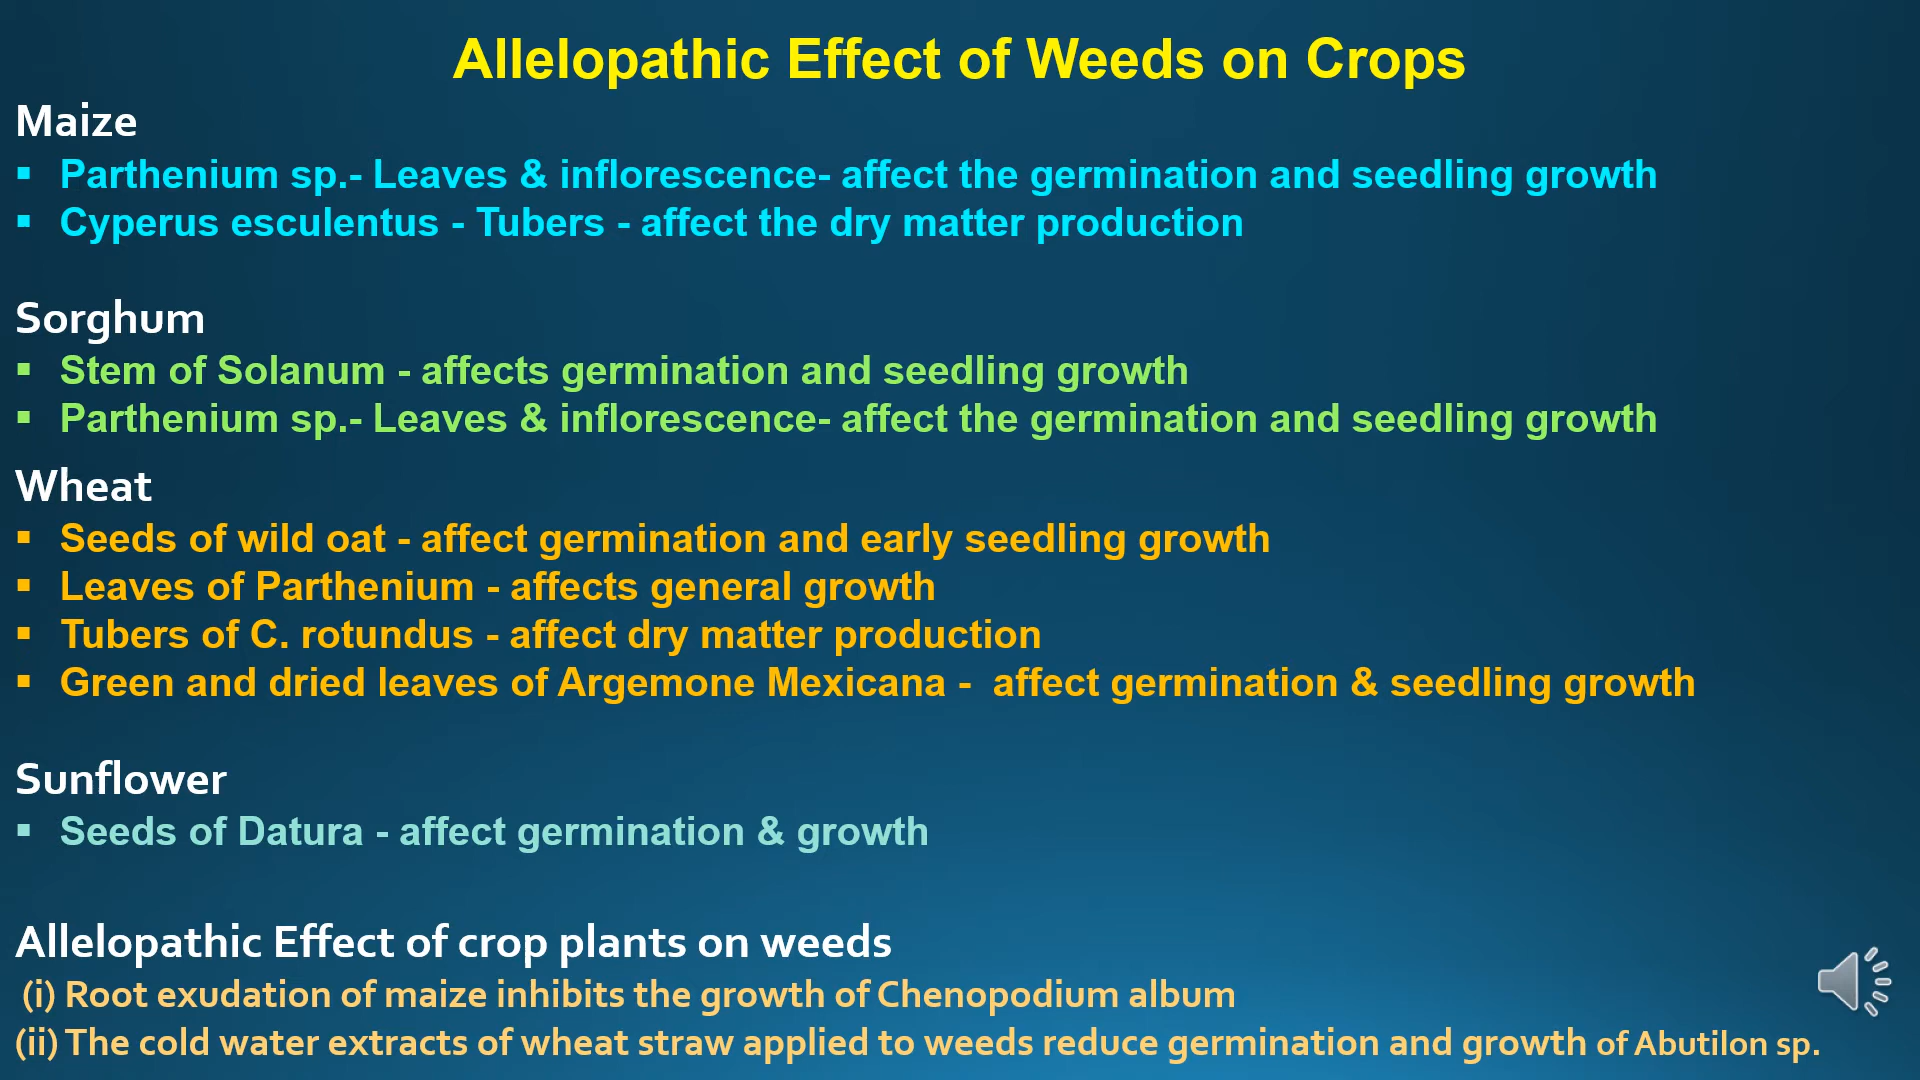 Allelopathic Effect of Weeds on Crops
Maize
▪ Parthenium sp.- Leaves & inflorescence- affect the germination and seedling growth
▪ Cyperus esculentus - Tubers - affect the dry matter production
Sorghum
▪ Stem of Solanum - affects germination and seedling growth
▪ Parthenium sp.- Leaves & inflorescence- affect the germination and seedling growth
Wheat
▪ Seeds of wild oat - affect germination and early seedling growth
▪ Leaves of Parthenium - affects general growth
▪ Tubers of C. rotundus - affect dry matter production
▪ Green and dried leaves of Argemone Mexicana - affect germination & seedling growth
Sunflower
▪ Seeds of Datura - affect germination & growth
Allelopathic Effect of crop plants on weeds
(i) Root exudation of maize inhibits the growth of Chenopodium album
(ii) The cold water extracts of wheat straw applied to weeds reduce germination and growth of Abutilon sp.